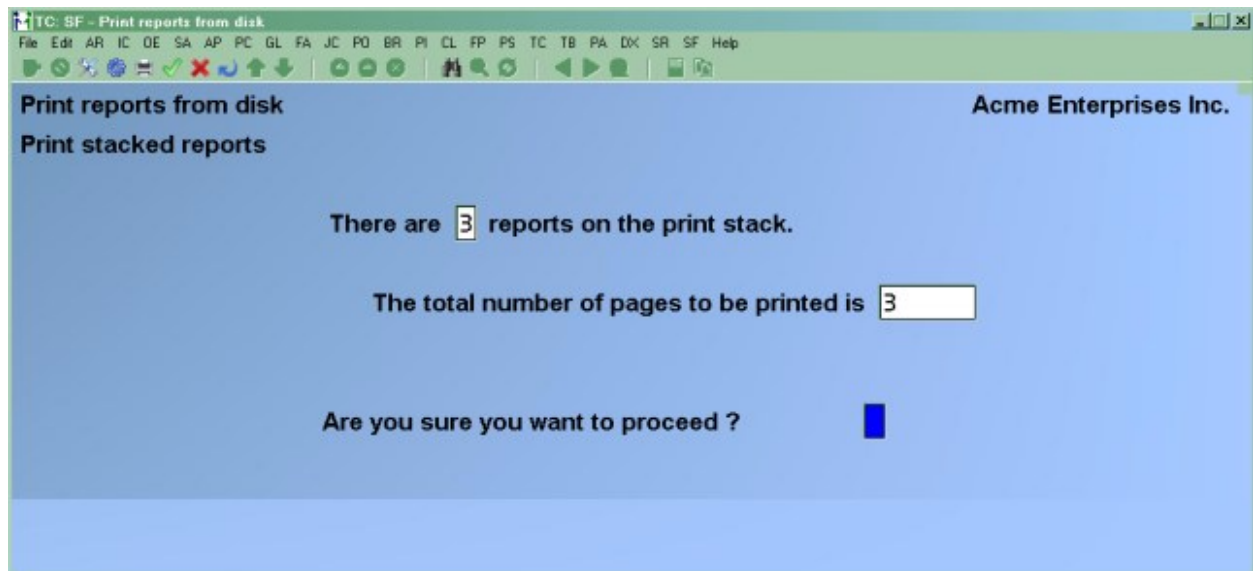 TC: SF - Print reports from disk
File Edit AR IC OE SA AP PC GL FA JC PO BR PI CL FP PS TC TB PA DX SR SF Help
Print reports from disk Acme Enterprises Inc.
Print stacked reports
There are 3 reports on the print stack.
The total number of pages to be printed is 3
Are you sure you want to proceed ?